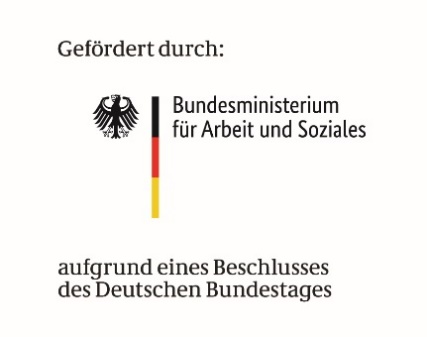 Gefördert durch:
Bundesministerium
für Arbeit und Soziales
aufgrund eines Beschlusses
des Deutschen Bundestages